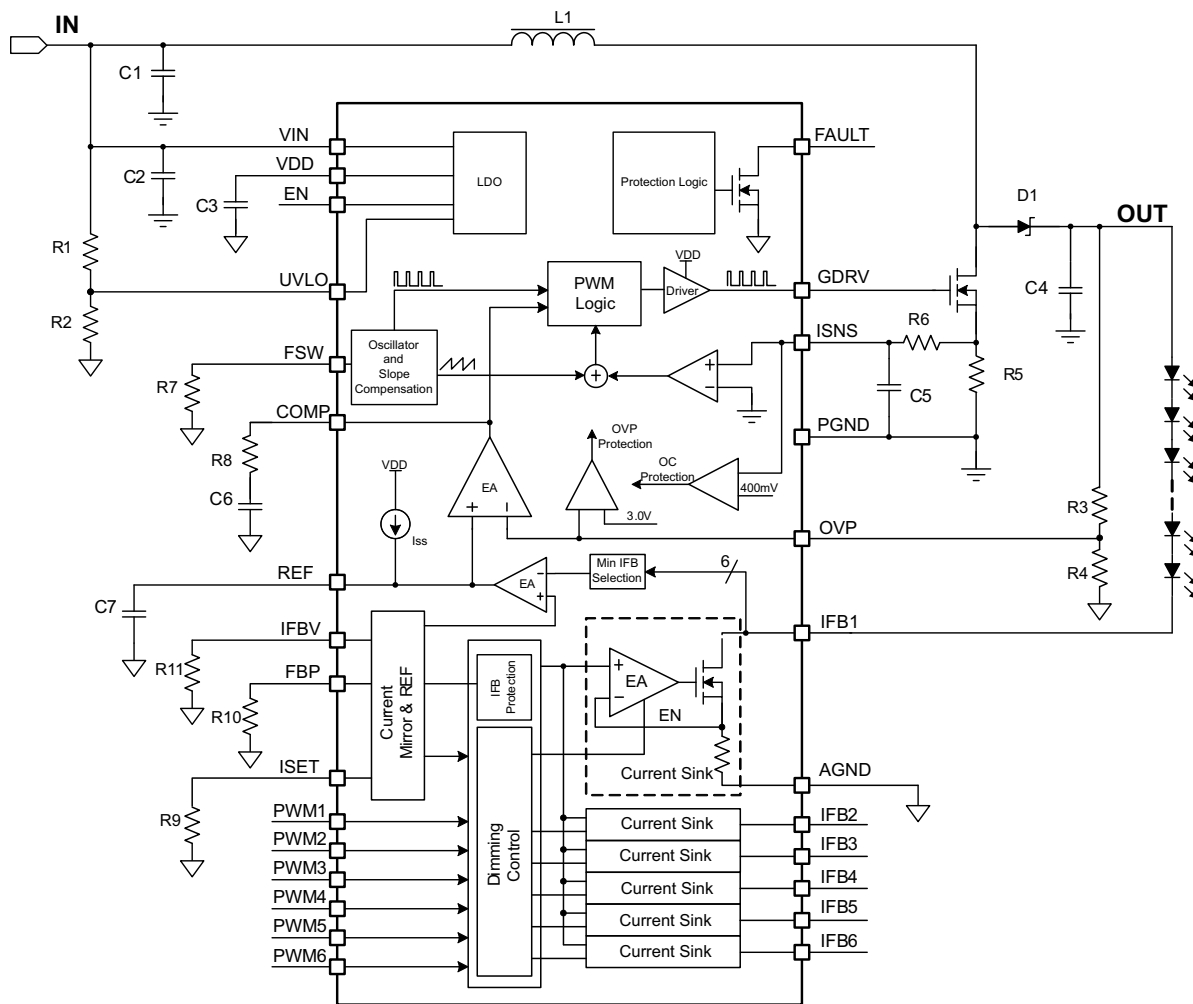 IN
L1
C1
VIN
FAULT
VDD
LDO
Protection Logic
C2
EN
C3
D1
OUT
R1
UVLO
PWM
Logic
VDD
Driver
GDRV
C4
R2
Oscillator
and
Slope
Compensation
FSW
ISNS
R6
R7
+
+
−
C5
R5
COMP
OVP
Protection
PGND
R8
VDD
EA
OC
Protection
400mV
C6
+
−
3.0V
R3
Iss
OVP
REF
EA
−
+
Min IFB
Selection
6
R4
C7
IFBV
IFB1
R11
FBP
IFB
Protection
+
EA
−
R10
Current
Mirror & REF
EN
ISET
Current Sink
AGND
R9
PWM1
Current Sink
IFB2
PWM2
Dimming
Control
Current Sink
IFB3
PWM3
Current Sink
IFB4
PWM4
Current Sink
IFB5
PWM5
Current Sink
IFB6
PWM6